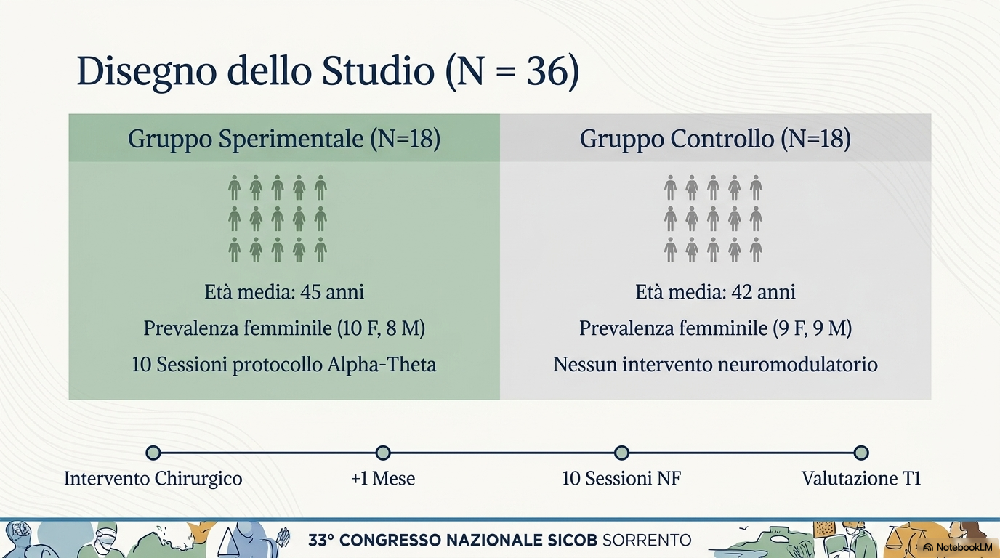 Disegno dello Studio (N = 36)
Gruppo Sperimentale (N=18)
Età media: 45 anni
Prevalenza femminile (10 F, 8 M)
10 Sessioni protocollo Alpha-Theta
Gruppo Controllo (N=18)
Età media: 42 anni
Prevalenza femminile (9 F, 9 M)
Nessun intervento neuromodulatorio
Intervento Chirurgico
+1 Mese
10 Sessioni NF
Valutazione T1
33° CONGRESSO NAZIONALE SICOB SORRENTO
NotebookLM